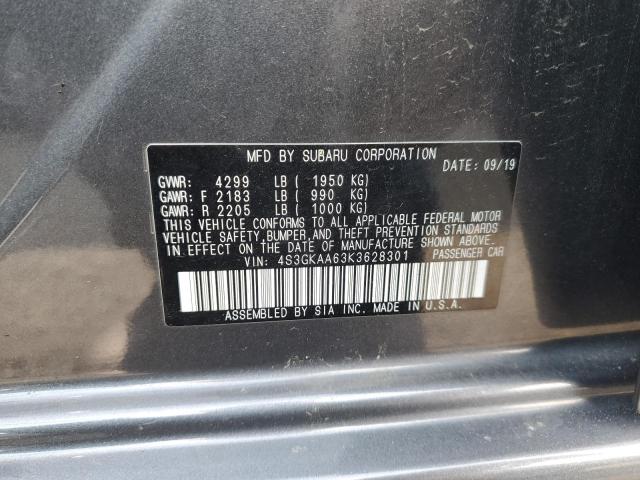 MFD BY SUBARU CORPORATION DATE: 09/19
GVWR: 4299 LB ( 1950 KG)
GAWR: F 2183 LB ( 990 KG)
GAWR: R 2205 LB ( 1000 KG)
THIS VEHICLE CONFORMS TO ALL APPLICABLE FEDERAL MOTOR
VEHICLE SAFETY, BUMPER, AND THEFT PREVENTION STANDARDS
IN EFFECT ON THE DATE OF MANUFACTURE SHOWN ABOVE.
VIN: 4S3GKAA63K3628301 PASSENGER CAR
ASSEMBLED BY SIA INC. MADE IN U.S.A.